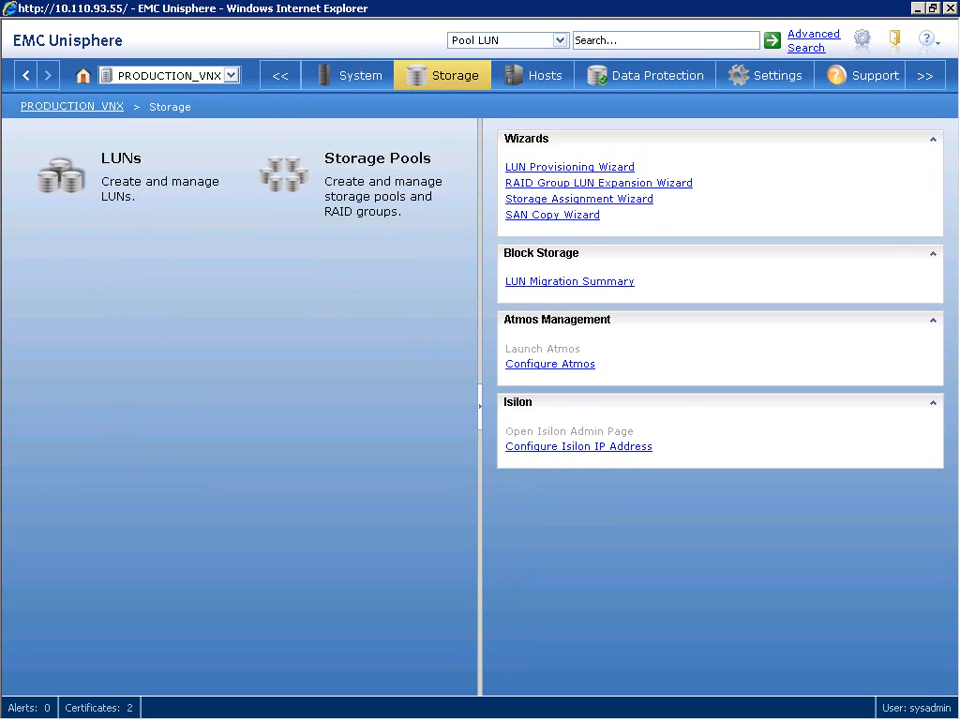 http://10.110.93.55/ - EMC Unisphere - Windows Internet Explorer
EMC Unisphere
Pool LUN
Search...
Advanced Search
PRODUCTION_VNX
<<
System
Storage
Hosts
Data Protection
Settings
Support
>>
PRODUCTION_VNX > Storage
LUNs
Create and manage
LUNs.
Storage Pools
Create and manage
storage pools and
RAID groups.
Wizards
LUN Provisioning Wizard
RAID Group LUN Expansion Wizard
Storage Assignment Wizard
SAN Copy Wizard
Block Storage
LUN Migration Summary
Atmos Management
Launch Atmos
Configure Atmos
Isilon
Open Isilon Admin Page
Configure Isilon IP Address
Alerts: 0
Certificates: 2
User: sysadmin